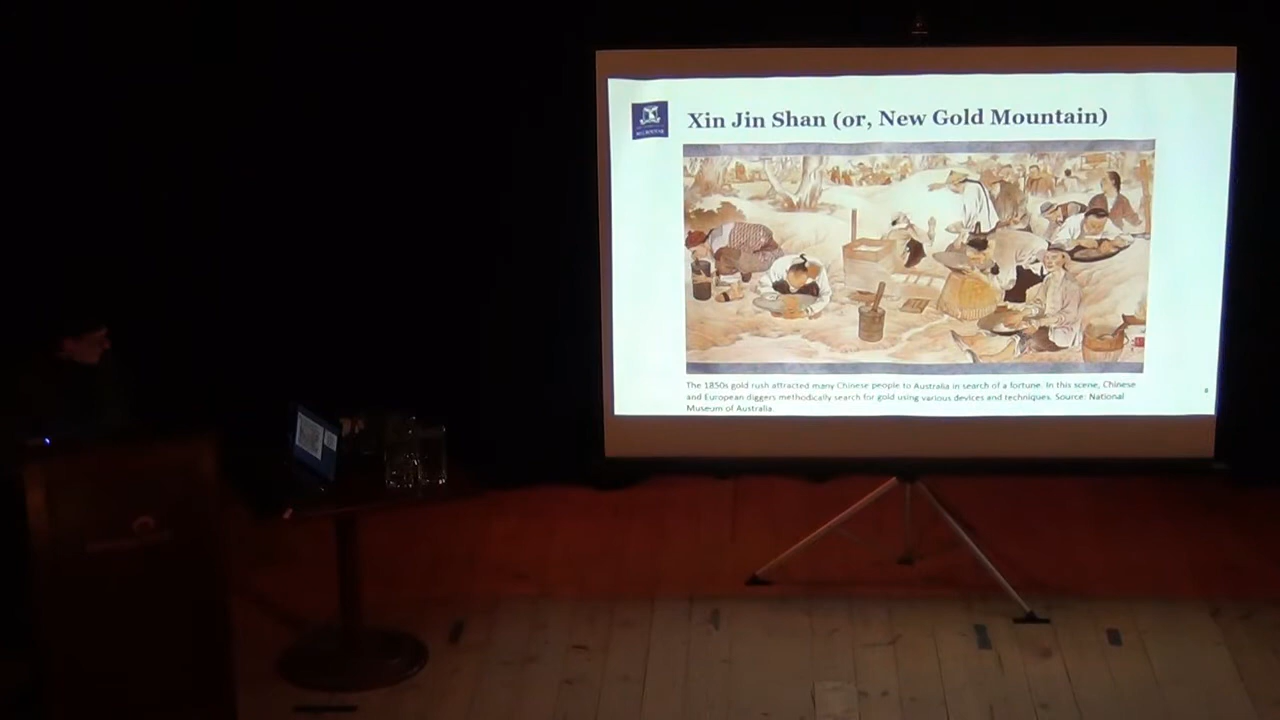 Xin Jin Shan (or, New Gold Mountain)
The 1850s gold rush attracted many Chinese people to Australia in search of a fortune. In this scene, Chinese
and European diggers methodically search for gold using various devices and techniques. Source: National
Museum of Australia